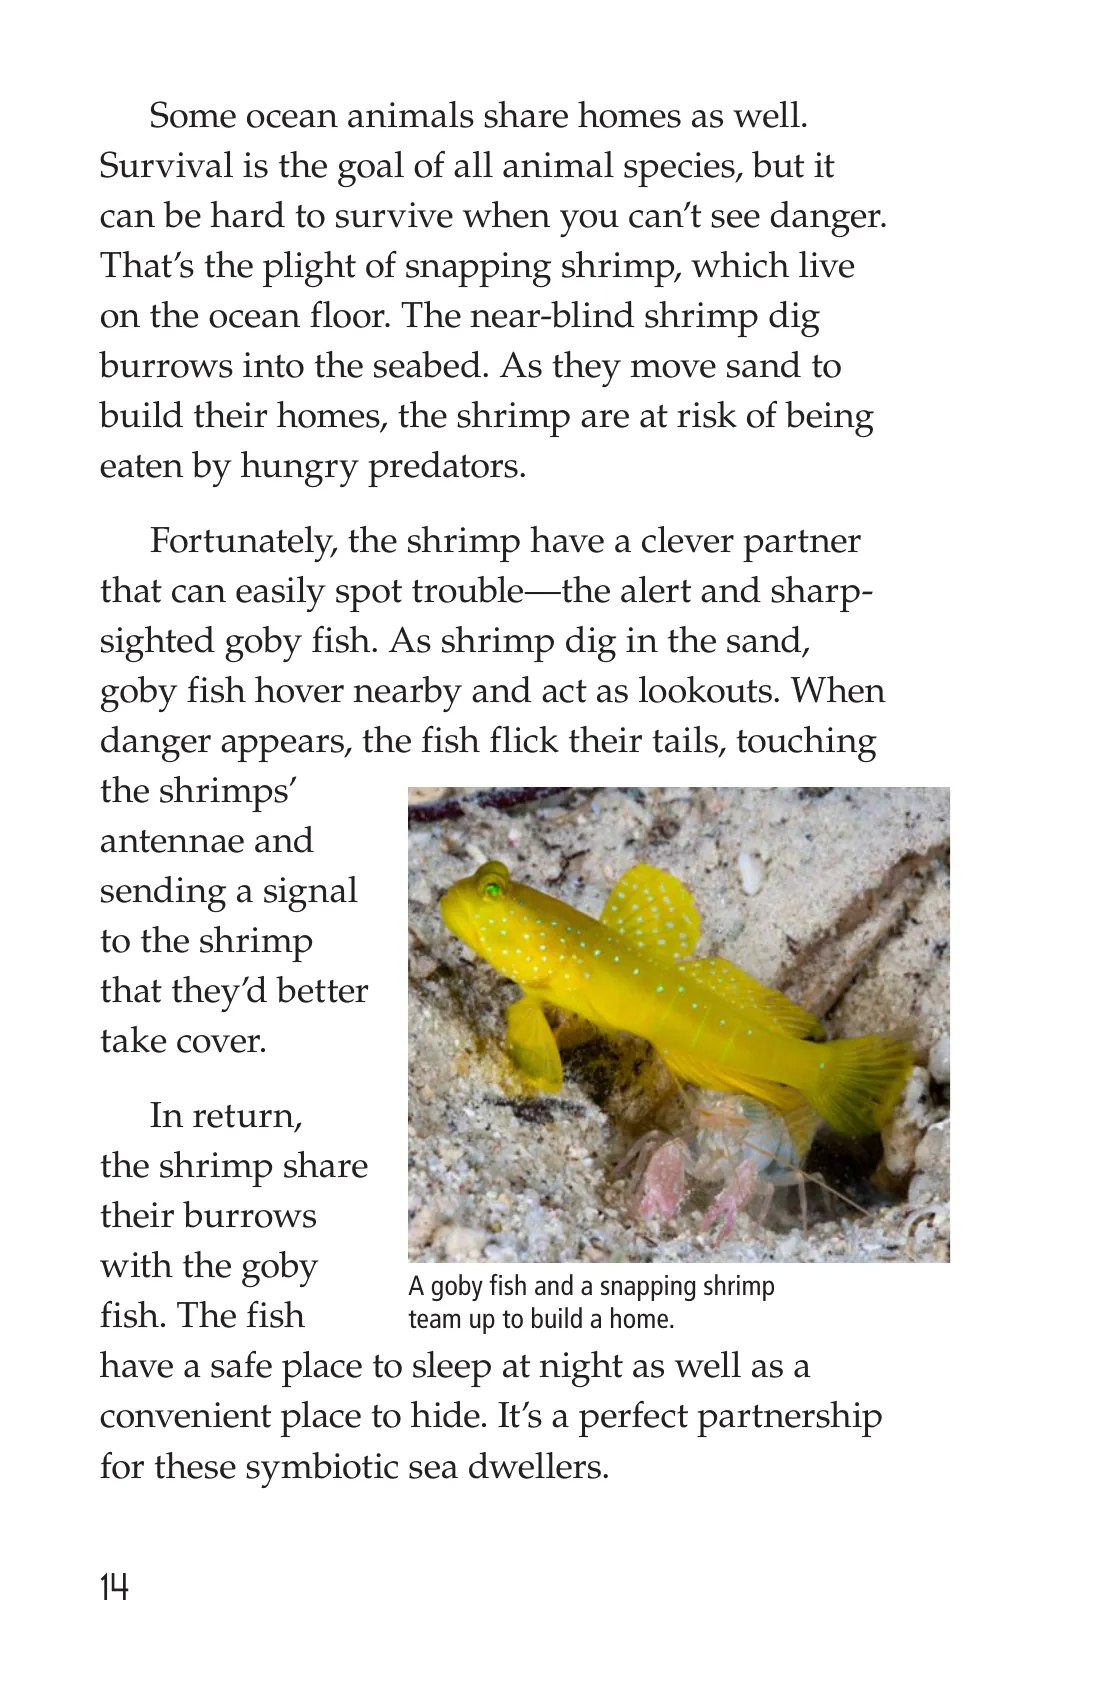 Some ocean animals share homes as well.
Survival is the goal of all animal species, but it
can be hard to survive when you can’t see danger.
That’s the plight of snapping shrimp, which live
on the ocean floor. The near-blind shrimp dig
burrows into the seabed. As they move sand to
build their homes, the shrimp are at risk of being
eaten by hungry predators.
Fortunately, the shrimp have a clever partner
that can easily spot trouble—the alert and sharp-
sighted goby fish. As shrimp dig in the sand,
goby fish hover nearby and act as lookouts. When
danger appears, the fish flick their tails, touching
the shrimps’
antennae and
sending a signal
to the shrimp
that they’d better
take cover.
In return,
the shrimp share
their burrows
with the goby
fish. The fish
have a safe place to sleep at night as well as a
convenient place to hide. It’s a perfect partnership
for these symbiotic sea dwellers.
A goby fish and a snapping shrimp
team up to build a home.
14